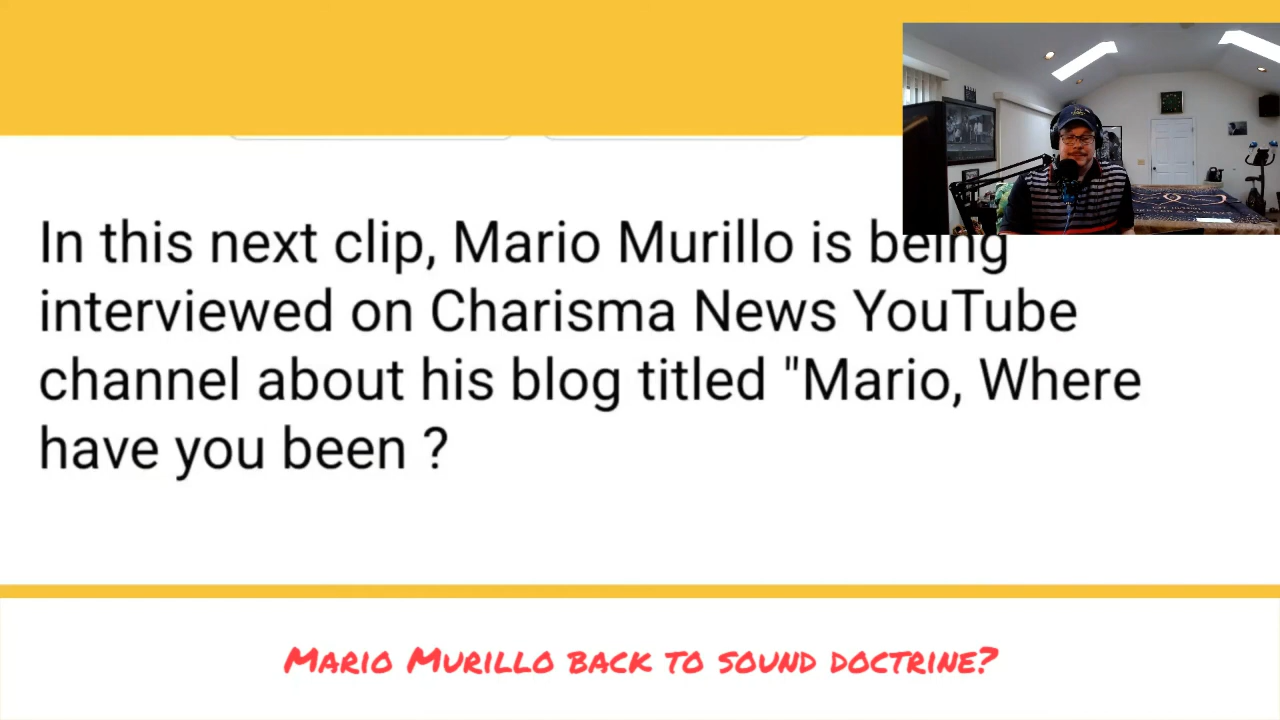 In this next clip, Mario Murillo is being
interviewed on Charisma News YouTube
channel about his blog titled "Mario, Where
have you been ?
Mario Murillo back to sound doctrine?